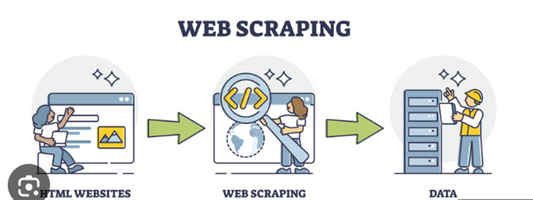 WEB SCRAPING
</>
HTML WEBSITES
WEB SCRAPING
DATA